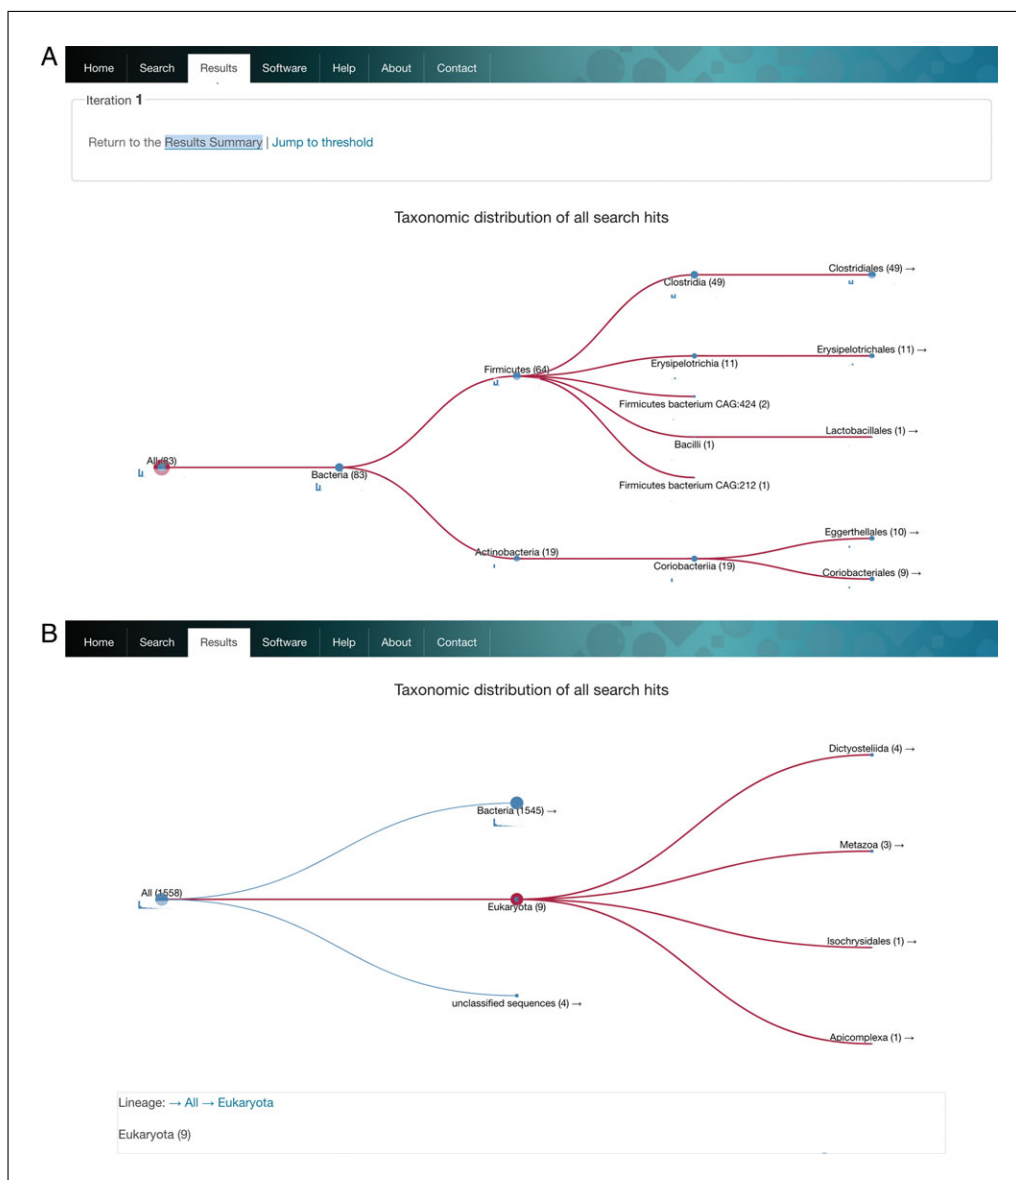 A
Home Search Results Software Help About Contact
Iteration 1
Return to the Results Summary | Jump to threshold
Taxonomic distribution of all search hits
Clostridiales (49) →
Clostridia (49)
Erysipelotrichales (11) →
Erysipelotrichia (11)
Firmicutes (64)
Firmicutes bacterium CAG:424 (2)
Lactobacillales (1) →
Bacilli (1)
All (83)
Bacteria (83)
Firmicutes bacterium CAG:212 (1)
Eggerthellales (10) →
Actinobacteria (19)
Coriobacteriia (19)
Coriobacteriales (9) →
B
Home Search Results Software Help About Contact
Taxonomic distribution of all search hits
Dictyosteliida (4) →
Bacteria (1545) →
Metazoa (3) →
All (1558)
Eukaryota (9)
Isochrysidales (1) →
unclassified sequences (4) →
Apicomplexa (1) →
Lineage: → All → Eukaryota
Eukaryota (9)